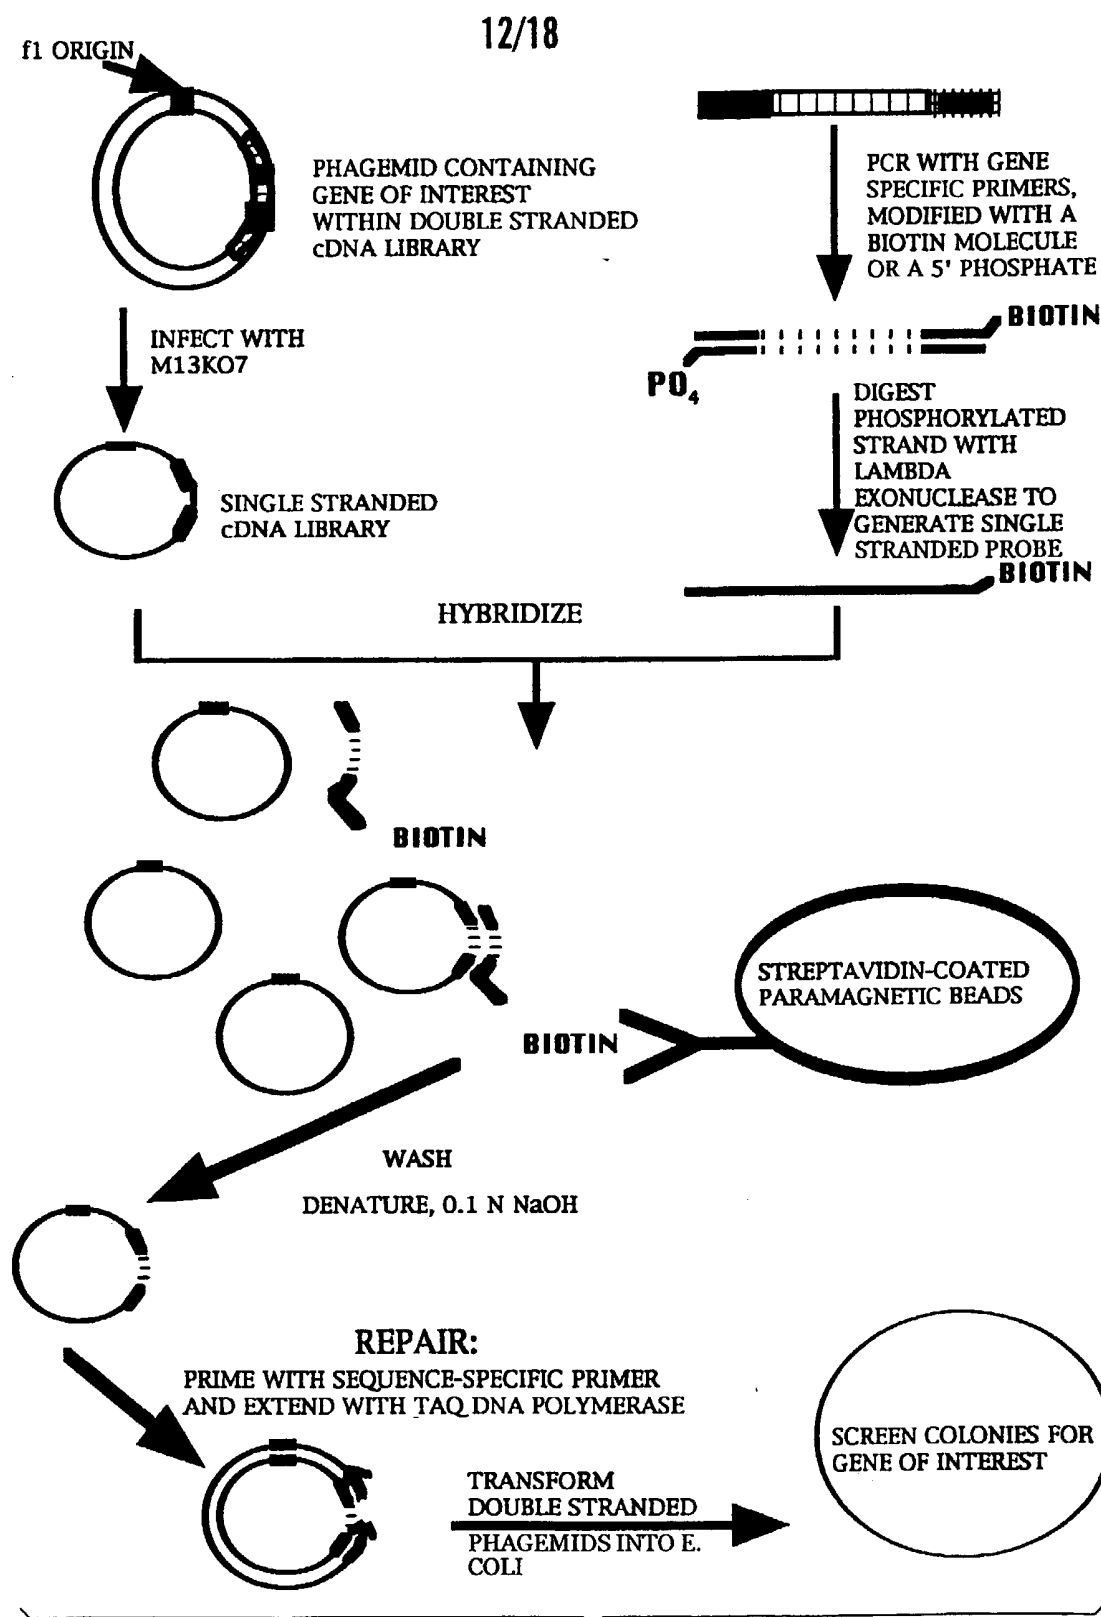 12/18
f1 ORIGIN
PHAGEMID CONTAINING
GENE OF INTEREST
WITHIN DOUBLE STRANDED
cDNA LIBRARY
PCR WITH GENE
SPECIFIC PRIMERS,
MODIFIED WITH A
BIOTIN MOLECULE
OR A 5' PHOSPHATE
INFECT WITH
M13KO7
BIOTIN
PO4
DIGEST
PHOSPHORYLATED
STRAND WITH
LAMBDA
EXONUCLEASE TO
GENERATE SINGLE
STRANDED PROBE
SINGLE STRANDED
cDNA LIBRARY
BIOTIN
HYBRIDIZE
BIOTIN
STREPTAVIDIN-COATED
PARAMAGNETIC BEADS
BIOTIN
WASH
DENATURE, 0.1 N NaOH
REPAIR:
PRIME WITH SEQUENCE-SPECIFIC PRIMER
AND EXTEND WITH TAQ DNA POLYMERASE
SCREEN COLONIES FOR
GENE OF INTEREST
TRANSFORM
DOUBLE STRANDED
PHAGEMIDS INTO E.
COLI